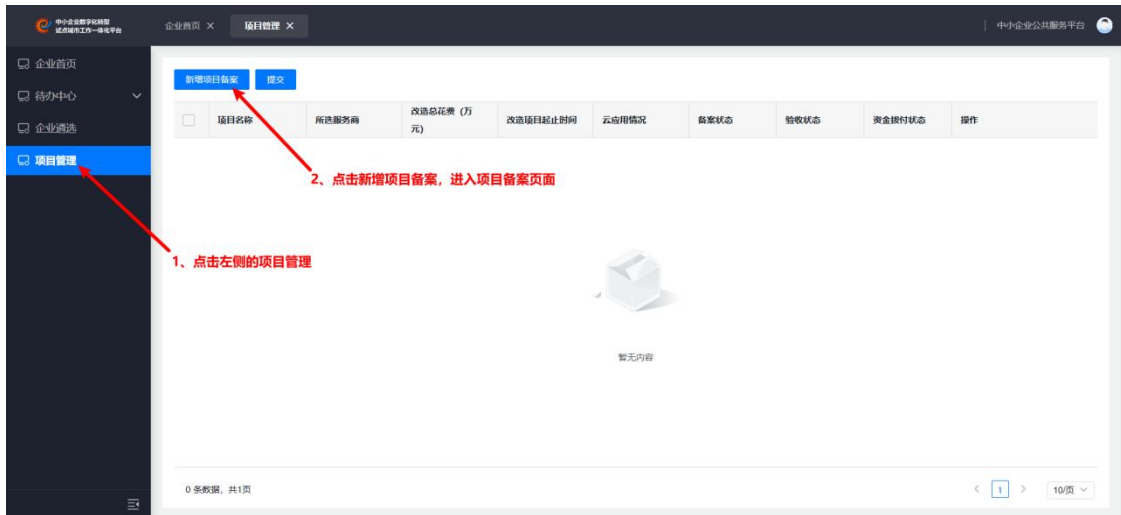 中小企业数字化转型
试点城市工作一体化平台
企业首页 ×
项目管理 ×
中小企业公共服务平台
企业首页
待办中心
企业遴选
项目管理
新增项目备案
提交
项目名称
所选服务商
改造总花费 (万
元)
改造项目起止时间
云应用情况
备案状态
验收状态
资金拨付状态
操作
2、点击新增项目备案，进入项目备案页面
1、点击左侧的项目管理
暂无内容
0 条数据，共1页
1
10/页